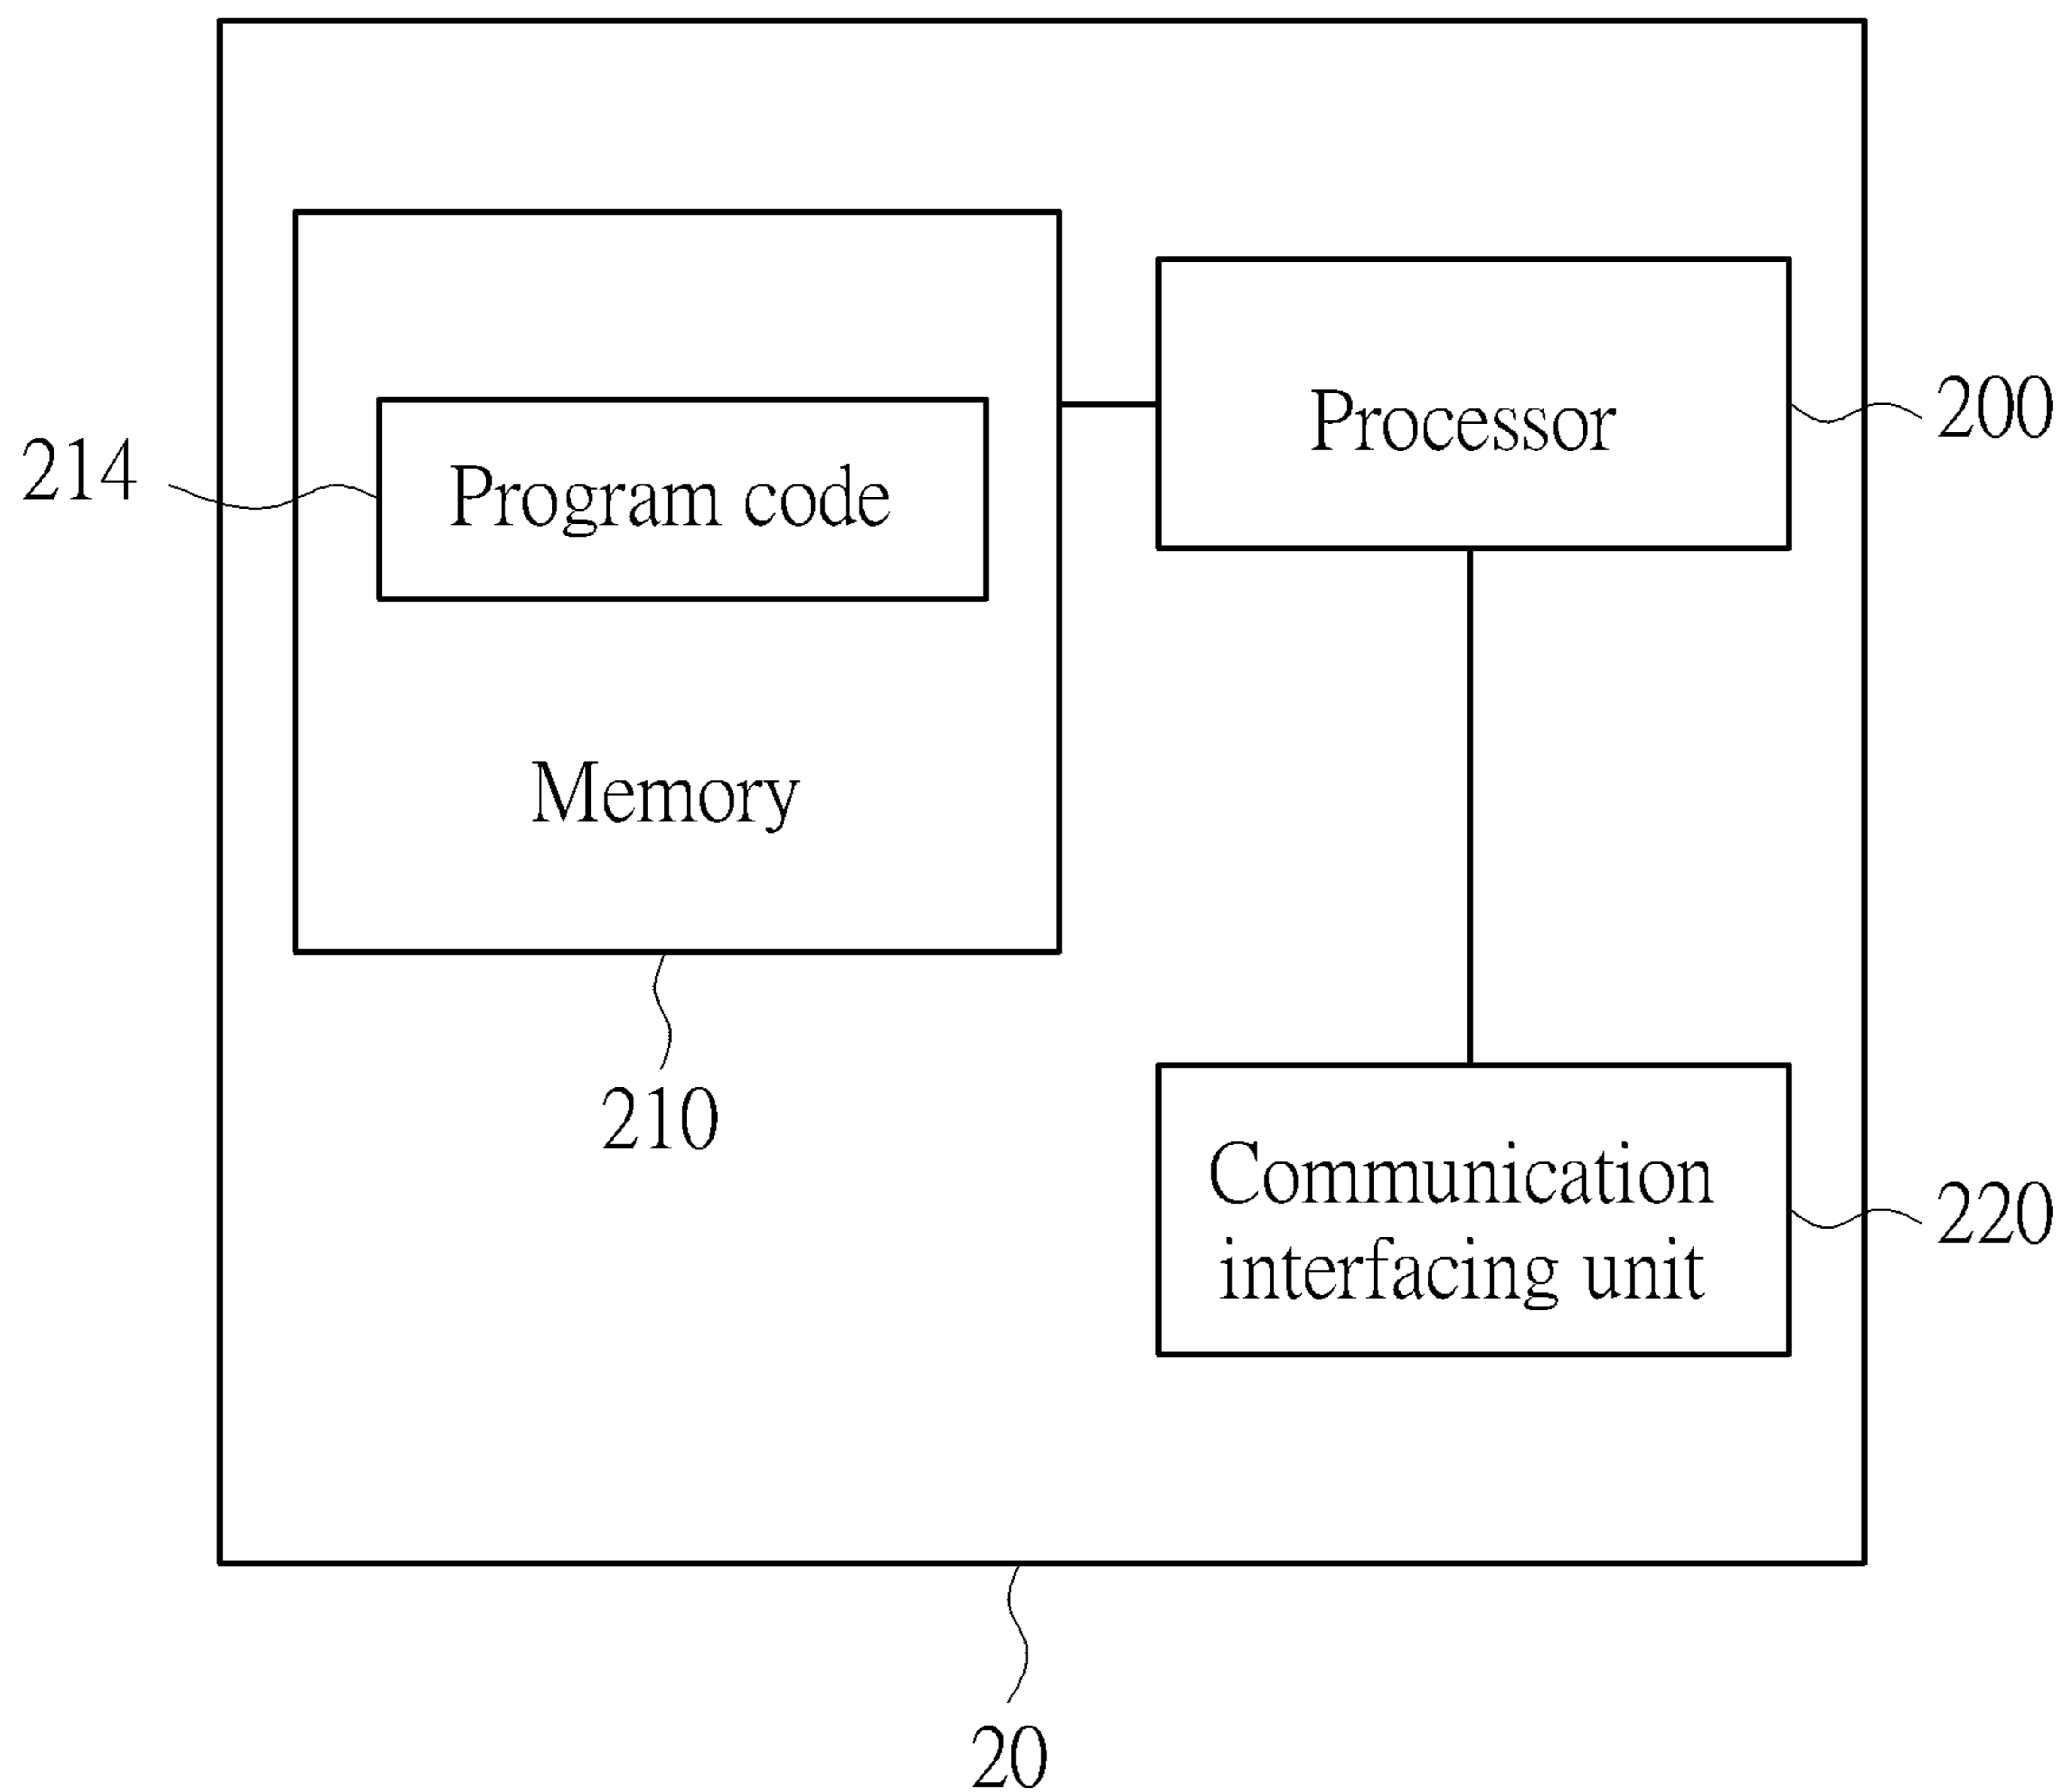 Processor
200
214
Program code
Memory
210
Communication
interfacing unit
220
20